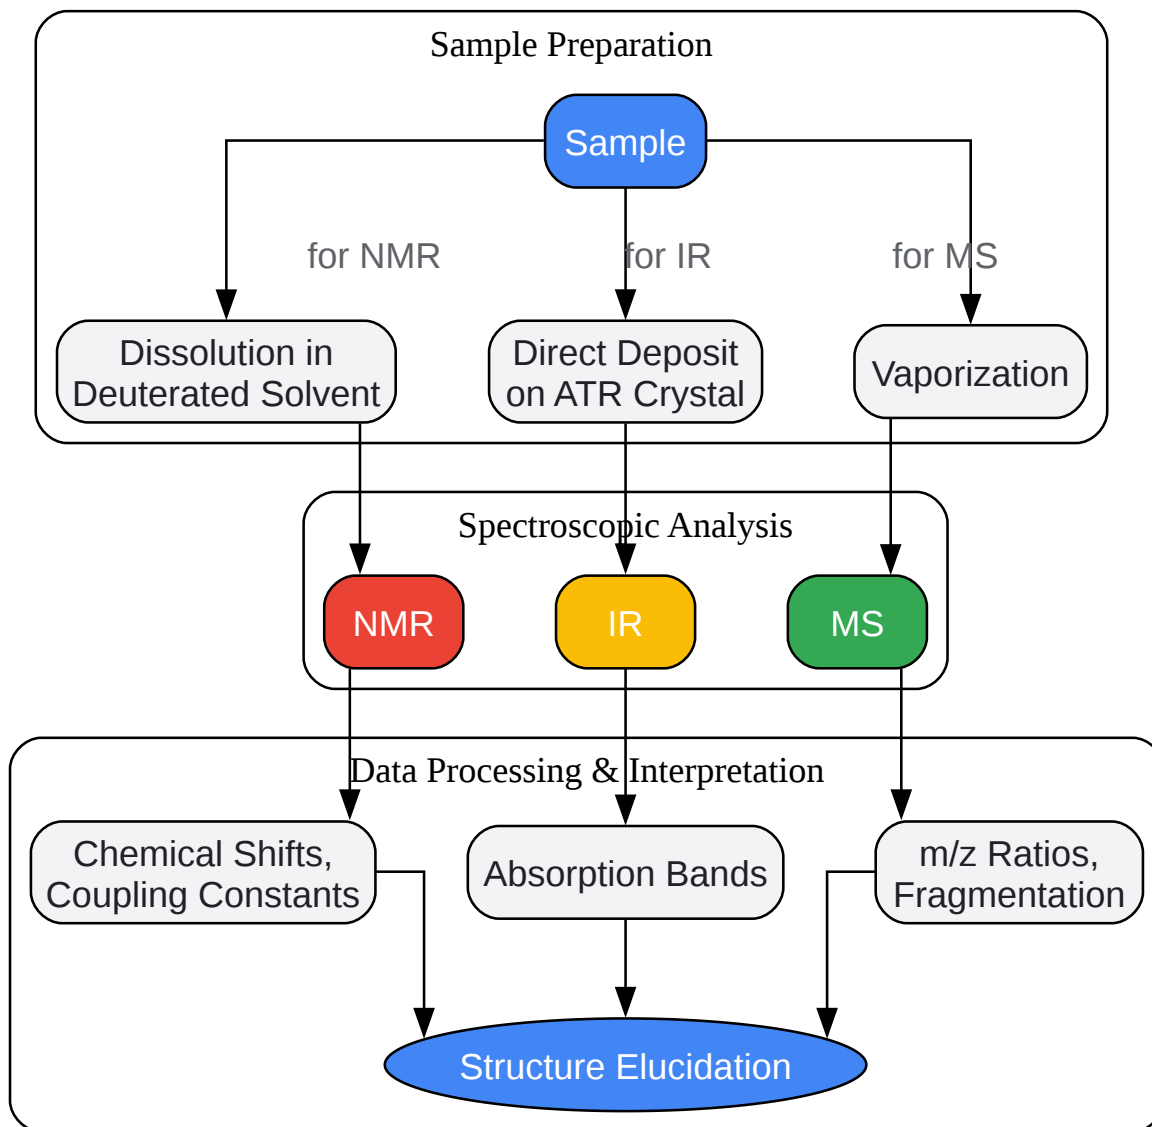 Sample Preparation
Sample
for NMR
for IR
for MS
Dissolution in
Deuterated Solvent
Direct Deposit
on ATR Crystal
Vaporization
Spectroscopic Analysis
NMR
IR
MS
Data Processing & Interpretation
Chemical Shifts,
Coupling Constants
Absorption Bands
m/z Ratios,
Fragmentation
Structure Elucidation